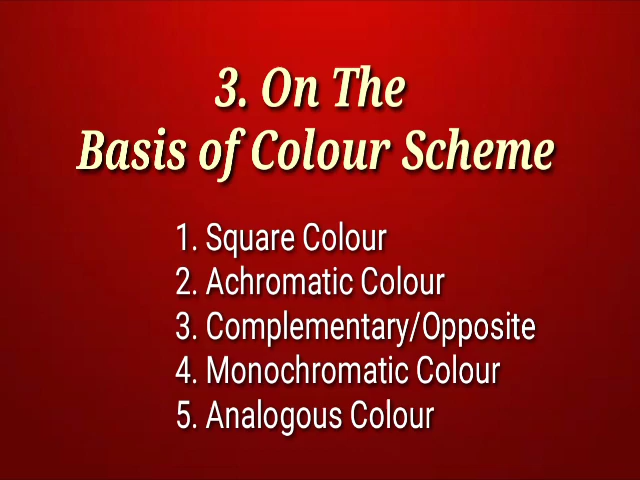 3. On The
Basis of Colour Scheme
1. Square Colour
2. Achromatic Colour
3. Complementary/Opposite
4. Monochromatic Colour
5. Analogous Colour